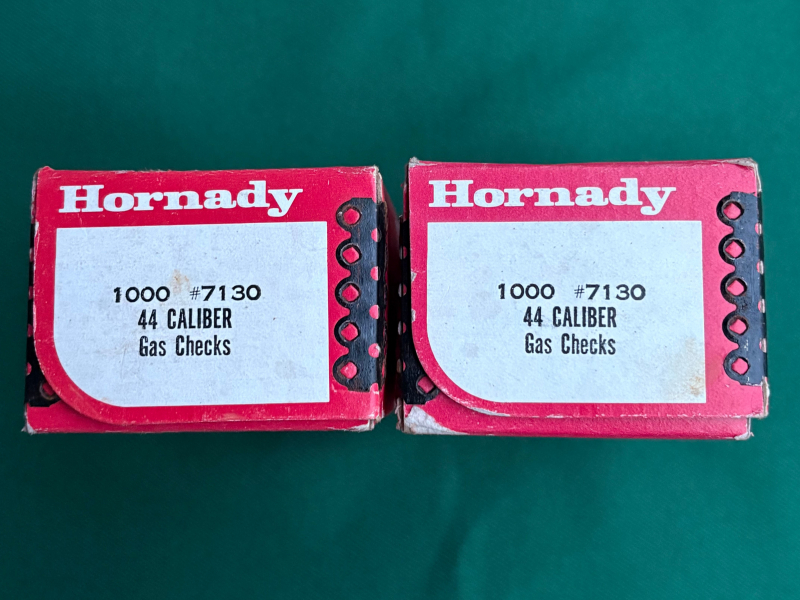 Hornady
1000 #7130
44 CALIBER
Gas Checks
Hornady
1000 #7130
44 CALIBER
Gas Checks